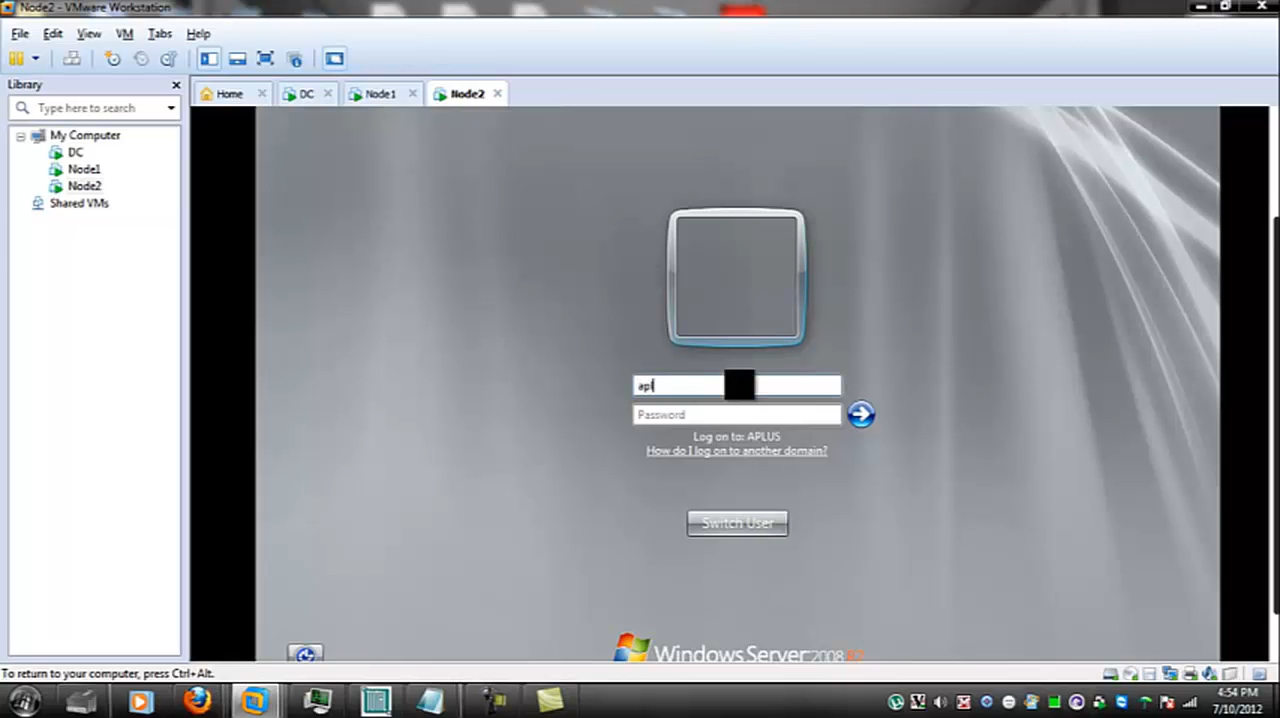 Node2 - VMware Workstation
File Edit View VM Tabs Help
Library
Type here to search
My Computer
DC
Node1
Node2
Shared VMs
Home
DC
Node1
Node2
apl
Password
Log on to: APLUS
How do I log on to another domain?
Switch User
Windows Server 2008 R2
To return to your computer, press Ctrl+Alt.
4:54 PM
7/10/2012